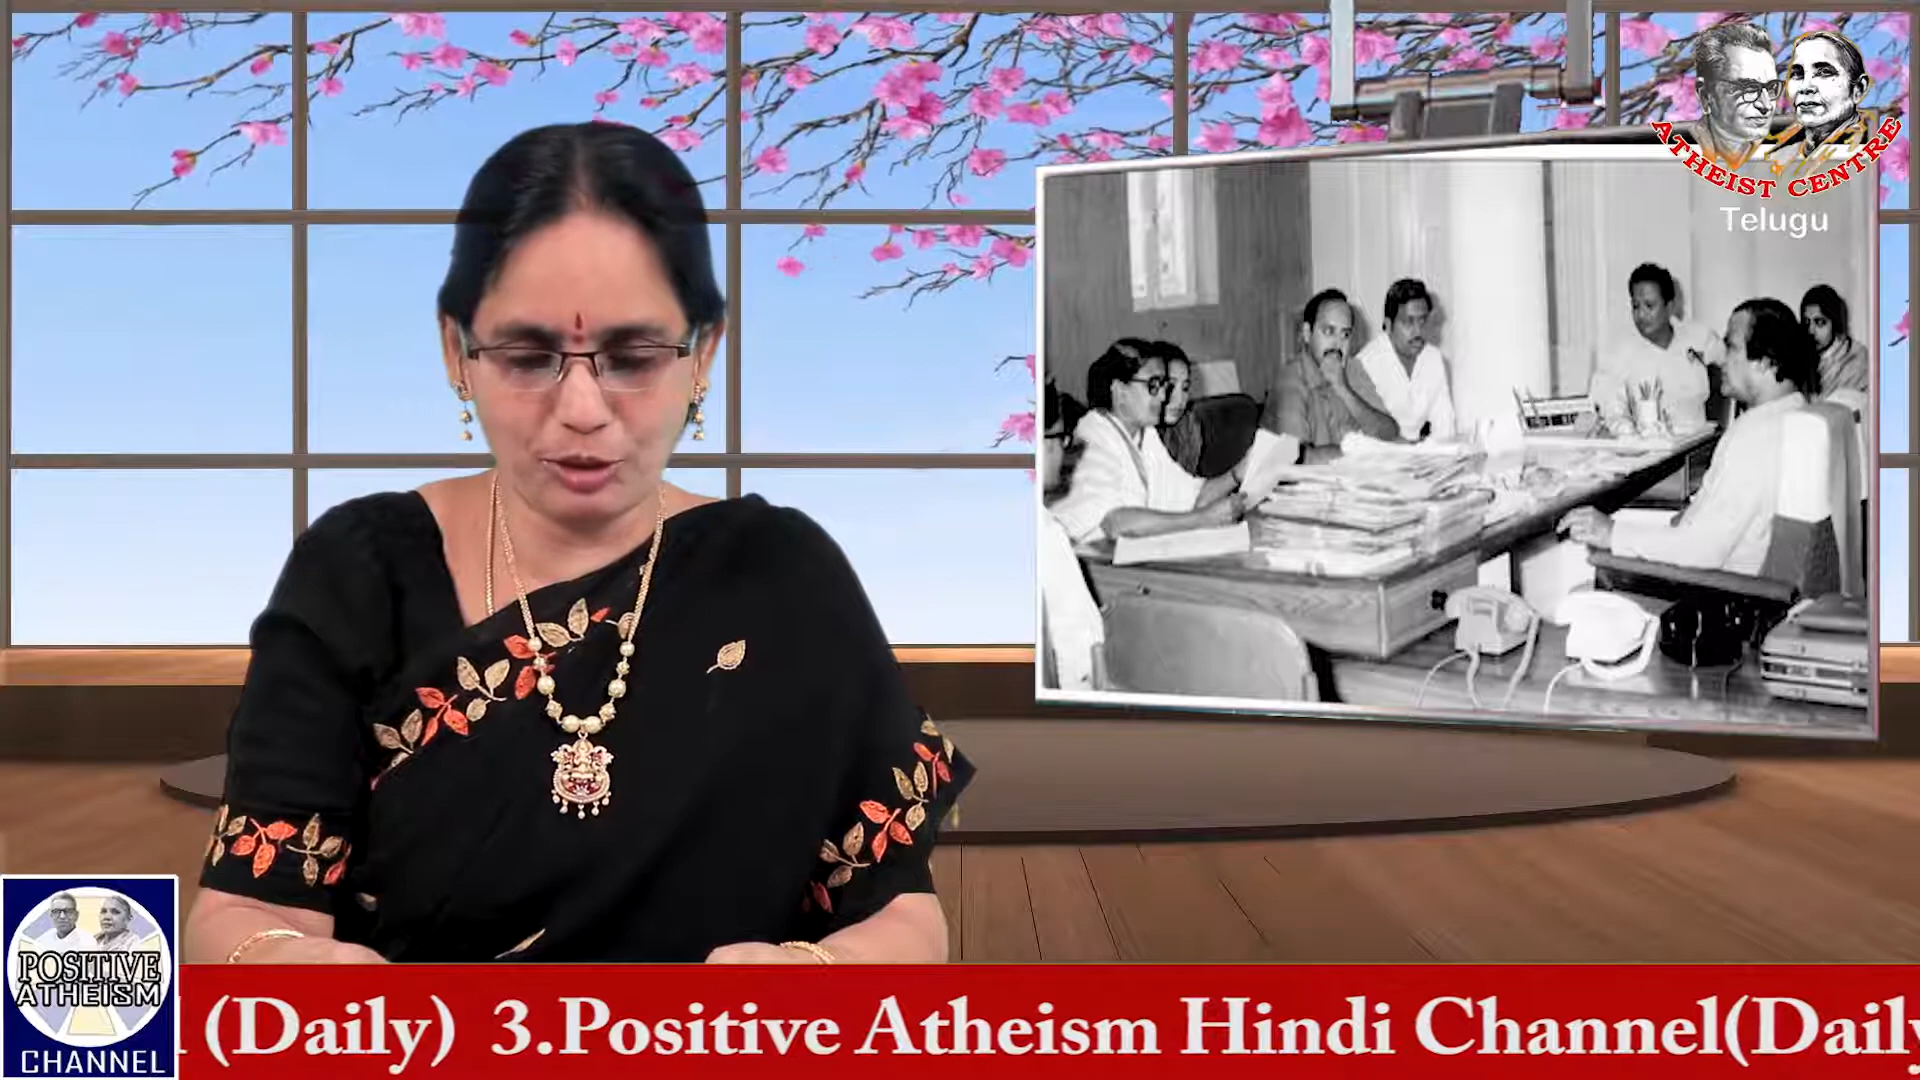 ATHEIST CENTRE
Telugu
POSITIVE
ATHEISM
CHANNEL
(Daily) 3.Positive Atheism Hindi Channel(Daily